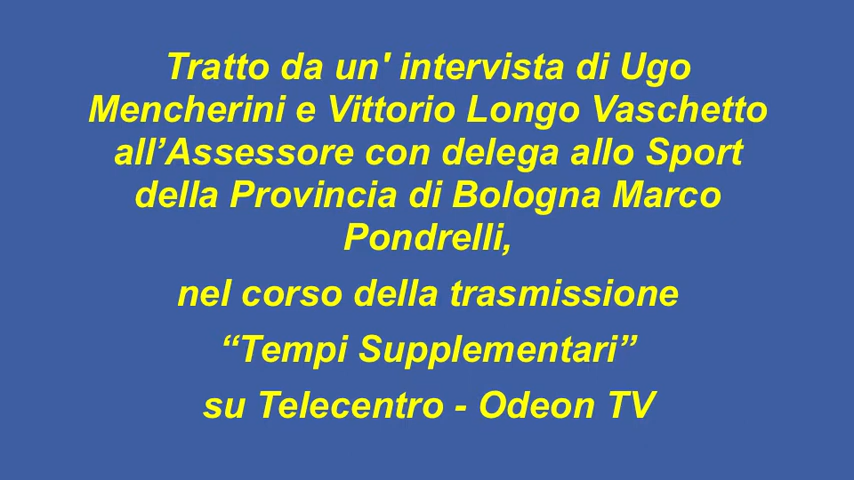 Tratto da un' intervista di Ugo
Mencherini e Vittorio Longo Vaschetto
all’Assessore con delega allo Sport
della Provincia di Bologna Marco
Pondrelli,
nel corso della trasmissione
“Tempi Supplementari”
su Telecentro - Odeon TV